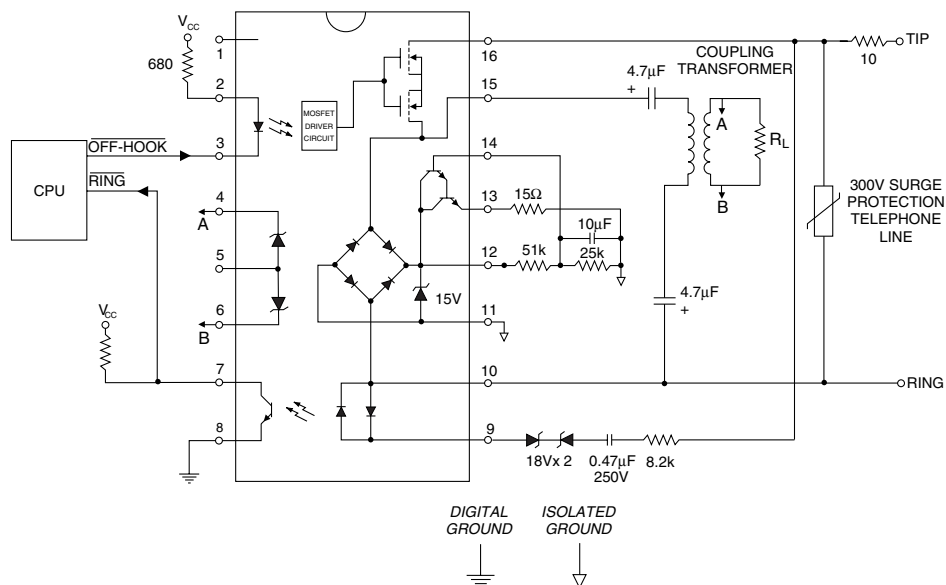 VCC
680
1
2
3
4
5
6
7
8
CPU
OFF-HOOK
RING
A
B
VCC
MOSFET
DRIVER
CIRCUIT
15V
16
15
14
13
12
11
10
9
15Ω
10µF
51k
25k
4.7µF
+
COUPLING
TRANSFORMER
A
B
RL
4.7µF
+
TIP
10
300V SURGE
PROTECTION
TELEPHONE
LINE
RING
18Vx 2
0.47µF
250V
8.2k
DIGITAL
GROUND
ISOLATED
GROUND